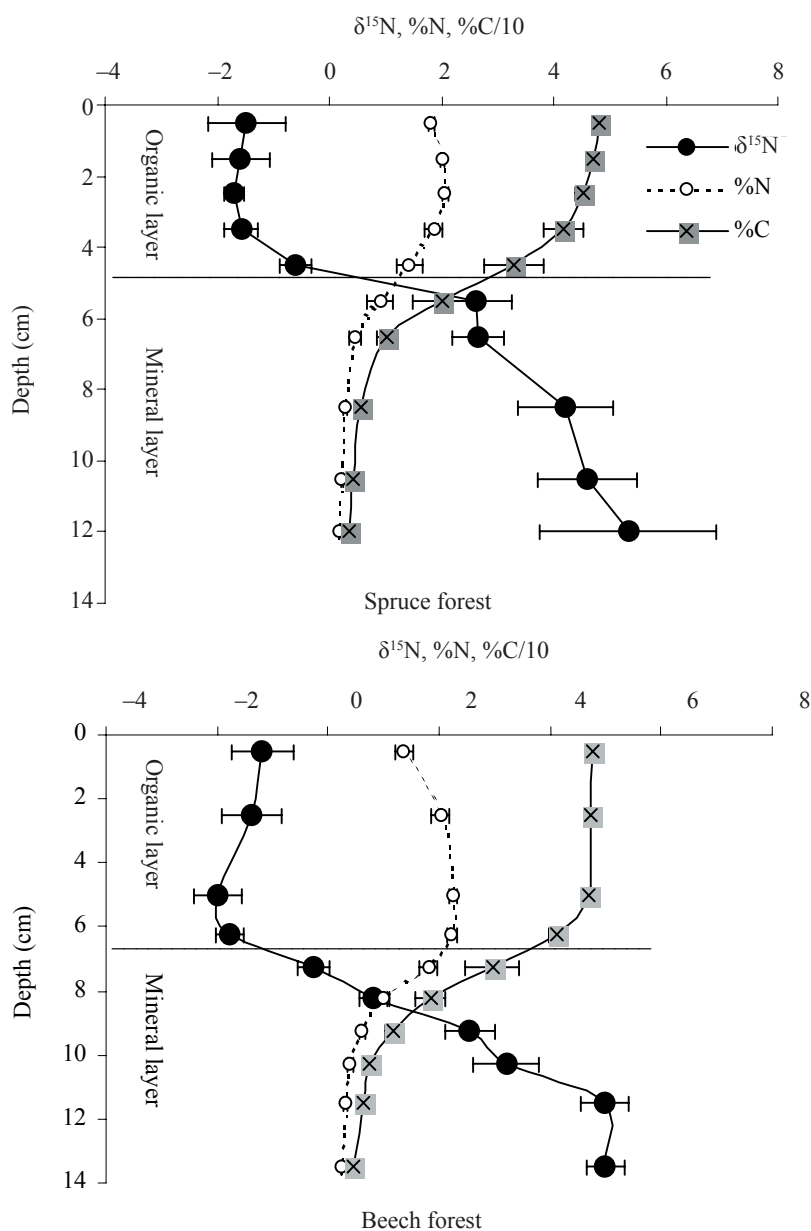 δ¹⁵N, %N, %C/10
–4 –2 0 2 4 6 8
0
2
4
6
8
10
12
14
Depth (cm)
Organic layer
Mineral layer
δ¹⁵N
%N
%C
Spruce forest
δ¹⁵N, %N, %C/10
–4 –2 0 2 4 6 8
0
2
4
6
8
10
12
14
Depth (cm)
Organic layer
Mineral layer
Beech forest